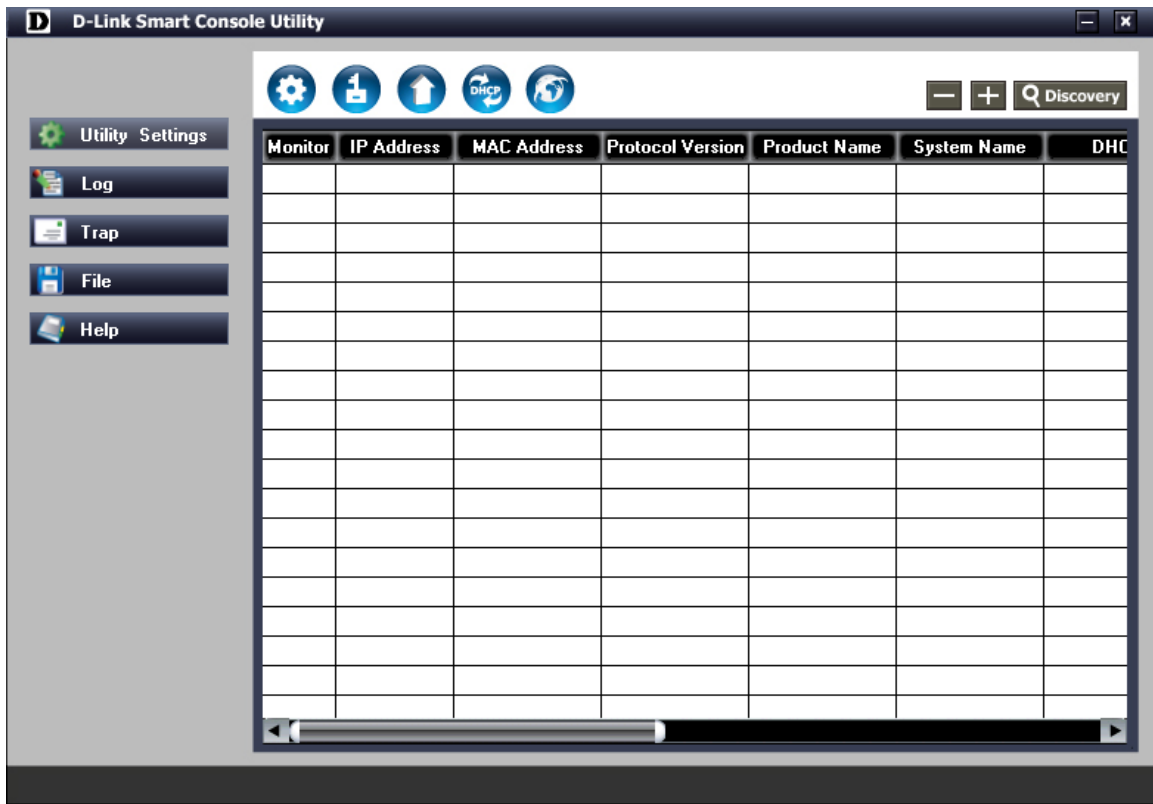 D-Link Smart Console Utility
DHCP
Discovery
Utility Settings
Log
Trap
File
Help
Monitor IP Address MAC Address Protocol Version Product Name System Name DHC